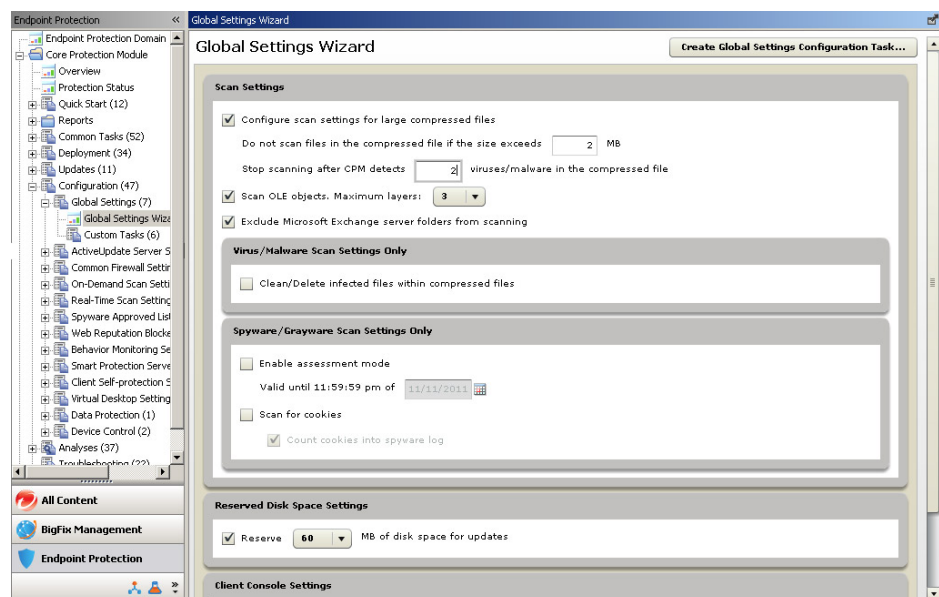 Endpoint Protection
«
Endpoint Protection Domain
Core Protection Module
Overview
Protection Status
Quick Start (12)
Reports
Common Tasks (52)
Deployment (34)
Updates (11)
Configuration (47)
Global Settings (7)
Global Settings Wiza
Custom Tasks (6)
ActiveUpdate Server S
Common Firewall Settin
On-Demand Scan Setti
Real-Time Scan Setting
Spyware Approved List
Web Reputation Blocke
Behavior Monitoring Se
Smart Protection Serve
Client Self-protection S
Virtual Desktop Setting
Data Protection (1)
Device Control (2)
Analyses (37)
Troubleshooting (22)
All Content
BigFix Management
Endpoint Protection
»
Global Settings Wizard
Global Settings Wizard
Create Global Settings Configuration Task...
Scan Settings
Configure scan settings for large compressed files
Do not scan files in the compressed file if the size exceeds 2 MB
Stop scanning after CPM detects 2 viruses/malware in the compressed file
Scan OLE objects. Maximum layers: 3
Exclude Microsoft Exchange server folders from scanning
Virus/Malware Scan Settings Only
Clean/Delete infected files within compressed files
Spyware/Grayware Scan Settings Only
Enable assessment mode
Valid until 11:59:59 pm of 11/11/2011
Scan for cookies
Count cookies into spyware log
Reserved Disk Space Settings
Reserve 60 MB of disk space for updates
Client Console Settings